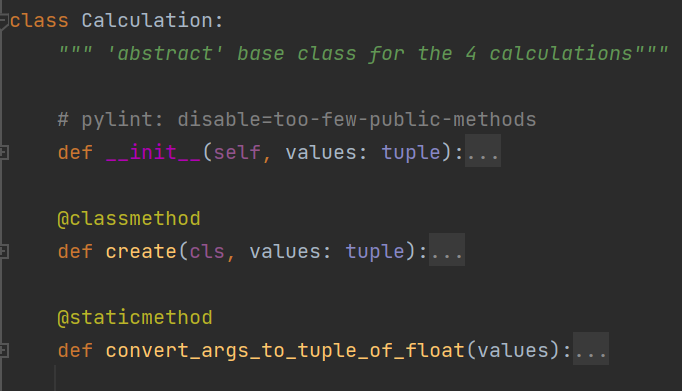 class Calculation:
""" 'abstract' base class for the 4 calculations"""
# pylint: disable=too-few-public-methods
def __init__(self, values: tuple):...
@classmethod
def create(cls, values: tuple):...
@staticmethod
def convert_args_to_tuple_of_float(values):...